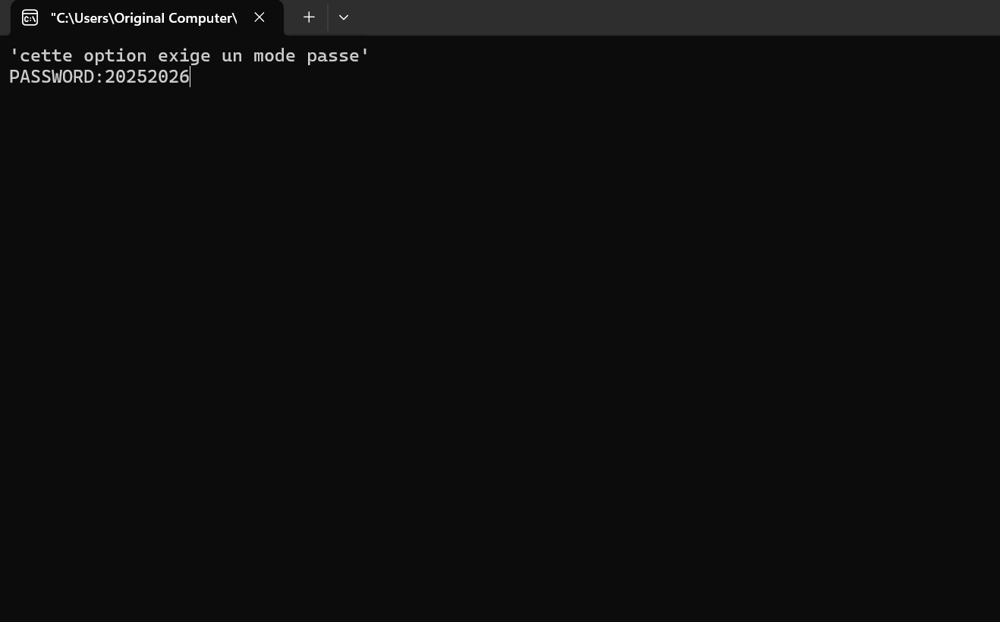 "C:\Users\Original Computer\
'cette option exige un mode passe'
PASSWORD:20252026